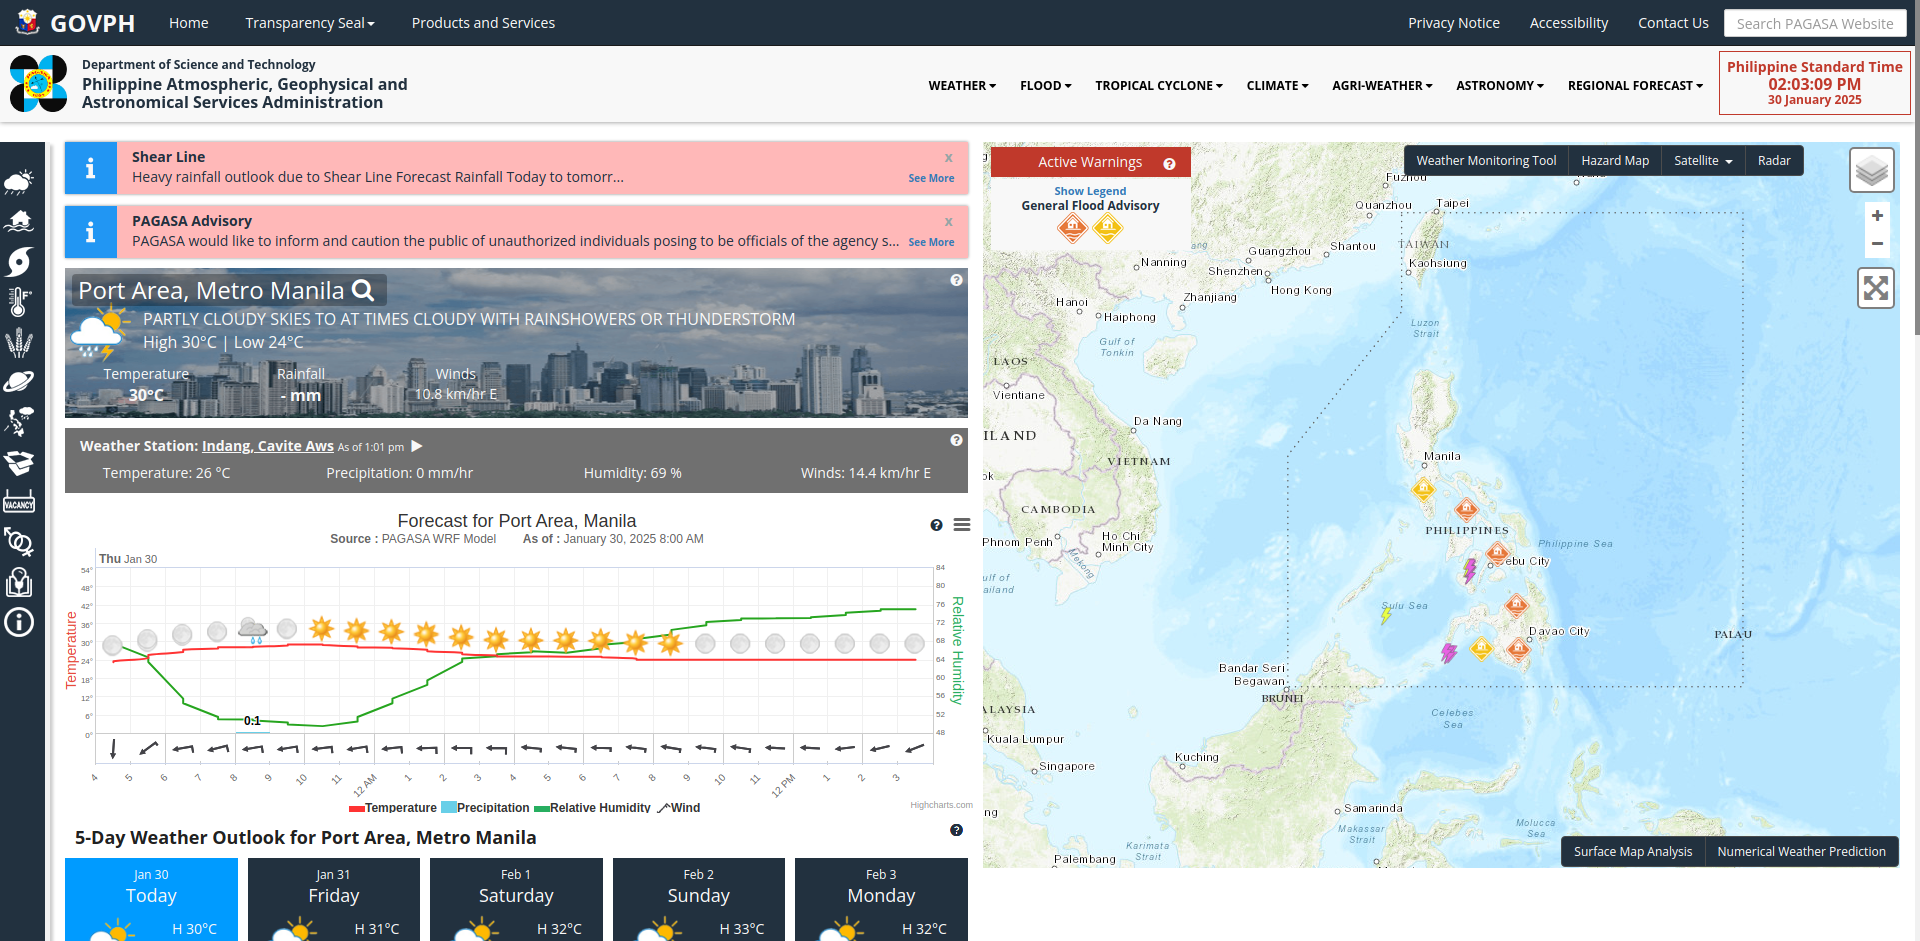 GOVPH
Home
Transparency Seal
Products and Services
Privacy Notice
Accessibility
Contact Us
Search PAGASA Website
Department of Science and Technology
Philippine Atmospheric, Geophysical and
Astronomical Services Administration
WEATHER
FLOOD
TROPICAL CYCLONE
CLIMATE
AGRI-WEATHER
ASTRONOMY
REGIONAL FORECAST
Philippine Standard Time
02:03:09 PM
30 January 2025
VACANCY
Shear Line
x
Heavy rainfall outlook due to Shear Line Forecast Rainfall Today to tomorr...
See More
PAGASA Advisory
x
PAGASA would like to inform and caution the public of unauthorized individuals posing to be officials of the agency s...
See More
Port Area, Metro Manila
PARTLY CLOUDY SKIES TO AT TIMES CLOUDY WITH RAINSHOWERS OR THUNDERSTORM
High 30°C | Low 24°C
Temperature
Rainfall
Winds
30°C
- mm
10.8 km/hr E
Weather Station: Indang, Cavite Aws As of 1:01 pm
Temperature: 26 °C
Precipitation: 0 mm/hr
Humidity: 69 %
Winds: 14.4 km/hr E
Forecast for Port Area, Manila
Source : PAGASA WRF Model
As of : January 30, 2025 8:00 AM
Thu Jan 30
54°
48°
42°
36°
30°
24°
18°
12°
6°
0°
Temperature
84
80
76
72
68
64
60
56
52
48
Relative Humidity
0.1
4
5
6
7
8
9
10
11
12 AM
1
2
3
4
5
6
7
8
9
10
11
12 PM
1
2
3
Temperature
Precipitation
Relative Humidity
Wind
Highcharts.com
5-Day Weather Outlook for Port Area, Metro Manila
Jan 30
Today
H 30°C
Jan 31
Friday
H 31°C
Feb 1
Saturday
H 32°C
Feb 2
Sunday
H 33°C
Feb 3
Monday
H 32°C
Active Warnings
Show Legend
General Flood Advisory
Weather Monitoring Tool
Hazard Map
Satellite
Radar
+
−
Fuzhou
Quanzhou
Taipei
TAIWAN
Kaohsiung
Shantou
Guangzhou
Shenzhen
Hong Kong
Nanning
ang
Zhanjiang
Hanoi
Haiphong
Gulf of
Tonkin
Luzon
Strait
LAOS
Vientiane
Da Nang
ILAND
VIETNAM
ok
CAMBODIA
Phnom Penh
Ho Chi
Minh City
Mekong
ulf of
ailand
Manila
PHILIPPINES
Philippine Sea
ebu City
Sulu Sea
Davao City
PALAU
Bandar Seri
Begawan
BRUNEI
ALAYSIA
Celebes
Sea
Kuala Lumpur
Kuching
Singapore
Samarinda
ng
Makassar
Strait
Molucca
Sea
Karimata
Strait
Palembang
Surface Map Analysis
Numerical Weather Prediction